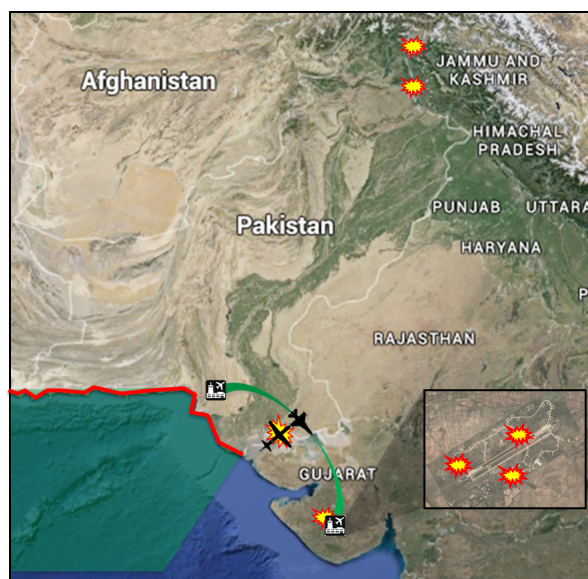 Afghanistan
JAMMU AND
KASHMIR
HIMACHAL
PRADESH
Pakistan
PUNJAB
UTTARA
HARYANA
P
RAJASTHAN
GUJARAT